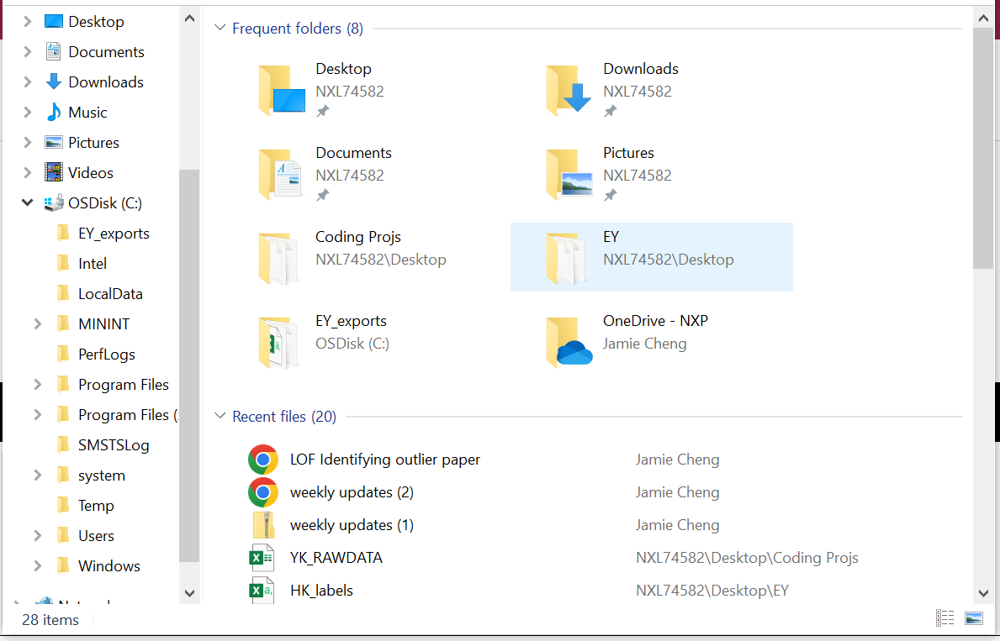 Desktop
Documents
Downloads
Music
Pictures
Videos
OSDisk (C:)
EY_exports
Intel
LocalData
MININT
PerfLogs
Program Files
Program Files (
SMSTSLog
system
Temp
Users
Windows
Frequent folders (8)
Desktop
NXL74582
Downloads
NXL74582
Documents
NXL74582
Pictures
NXL74582
Coding Projs
NXL74582\Desktop
EY
NXL74582\Desktop
EY_exports
OSDisk (C:)
OneDrive - NXP
Jamie Cheng
Recent files (20)
LOF Identifying outlier paper Jamie Cheng
weekly updates (2) Jamie Cheng
weekly updates (1) Jamie Cheng
YK_RAWDATA NXL74582\Desktop\Coding Projs
HK_labels NXL74582\Desktop\EY
28 items